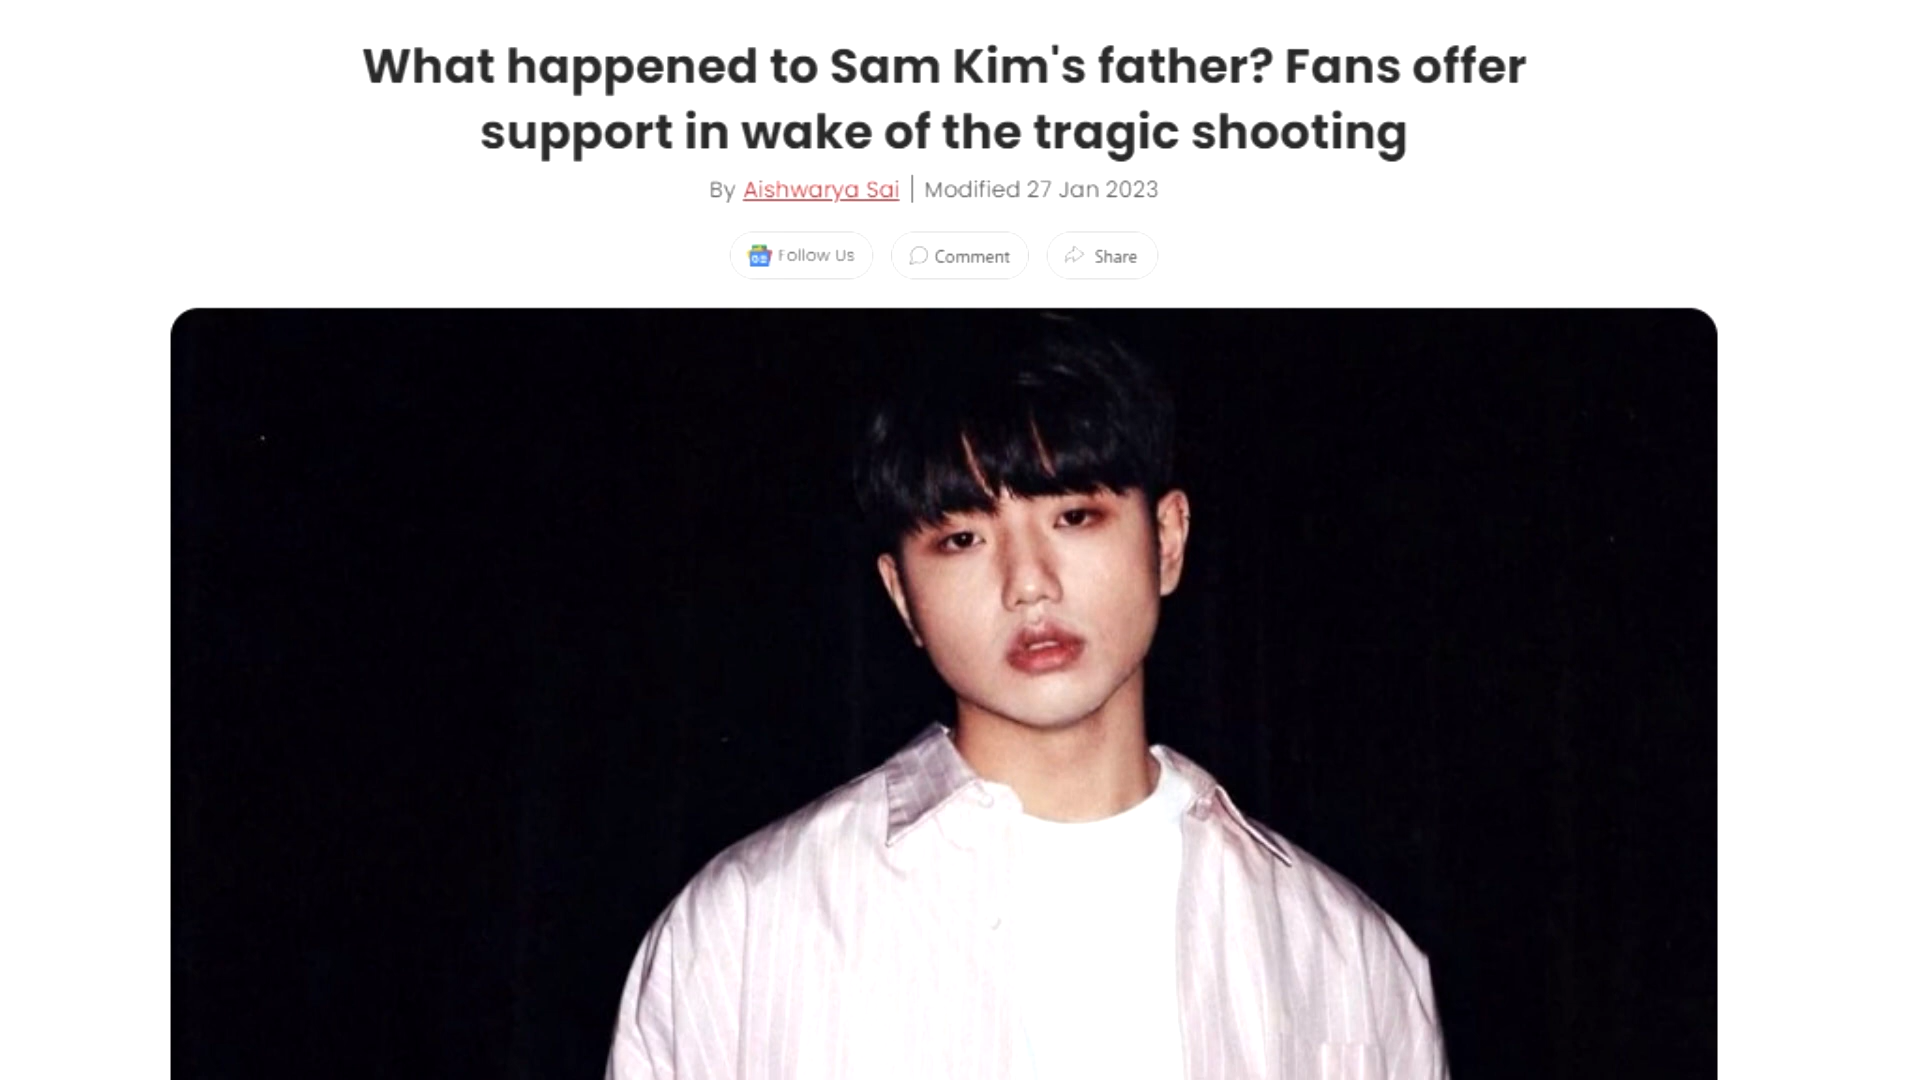 What happened to Sam Kim's father? Fans offer
support in wake of the tragic shooting
By Aishwarya Sai | Modified 27 Jan 2023
Follow Us
Comment
Share